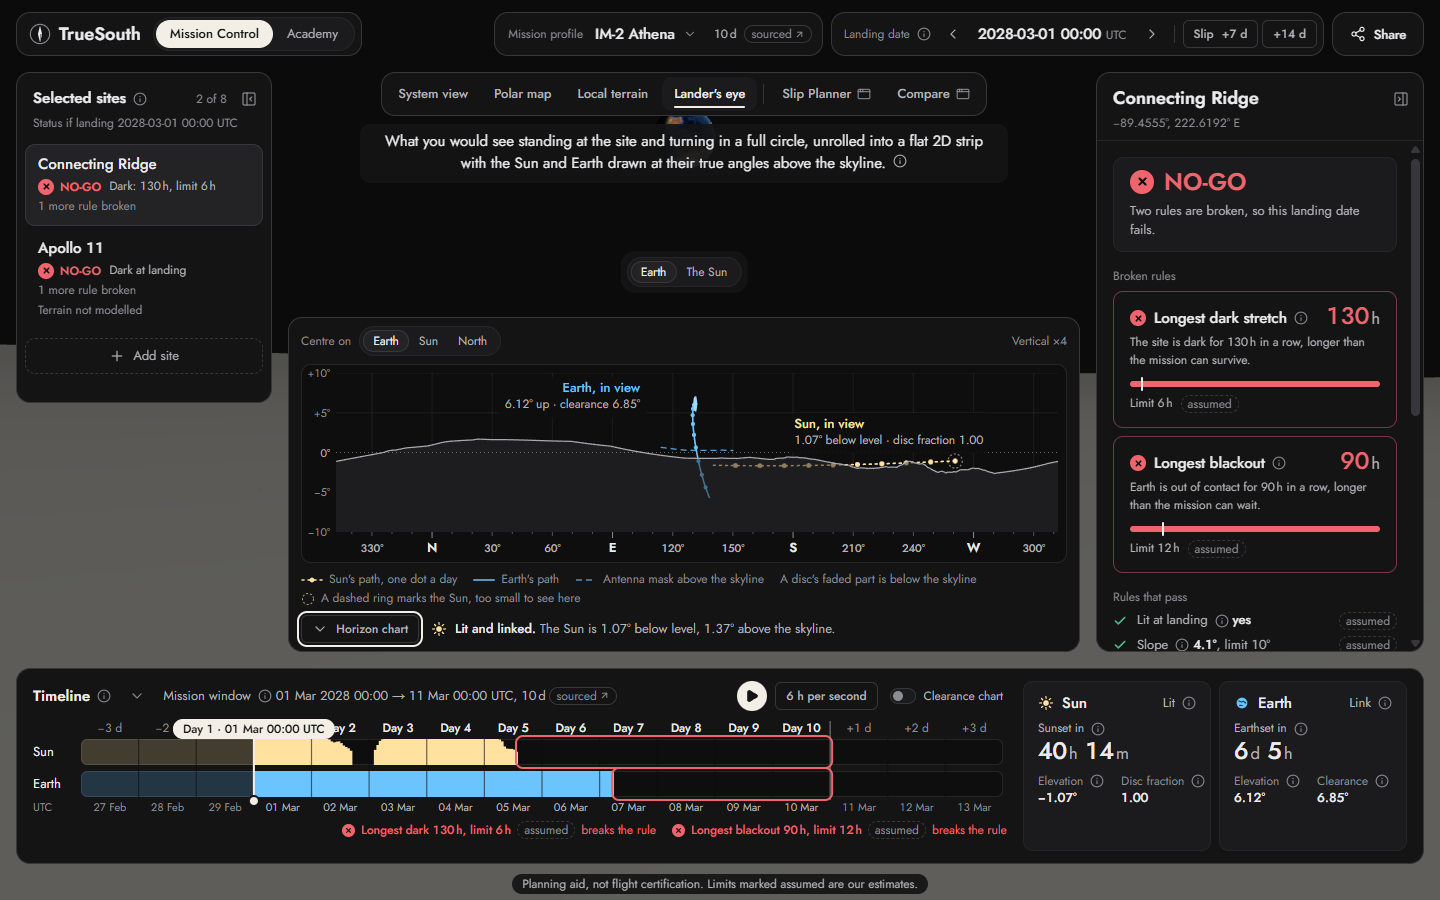 TrueSouth
Mission Control
Academy
Mission profile IM-2 Athena 10 d sourced ↗
Landing date 2028-03-01 00:00 UTC
Slip +7 d +14 d
Share
Selected sites 2 of 8
Status if landing 2028-03-01 00:00 UTC
Connecting Ridge
NO-GO Dark: 130 h, limit 6 h
1 more rule broken
Apollo 11
NO-GO Dark at landing
1 more rule broken
Terrain not modelled
Add site
System view Polar map Local terrain Lander's eye Slip Planner Compare
What you would see standing at the site and turning in a full circle, unrolled into a flat 2D strip
with the Sun and Earth drawn at their true angles above the skyline.
Earth The Sun
Centre on Earth Sun North Vertical ×4
+10°
+5°
0°
−5°
−10°
Earth, in view
6.12° up · clearance 6.85°
Sun, in view
1.07° below level · disc fraction 1.00
330° N 30° 60° E 120° 150° S 210° 240° W 300°
Sun's path, one dot a day Earth's path Antenna mask above the skyline A disc's faded part is below the skyline
A dashed ring marks the Sun, too small to see here
Horizon chart Lit and linked. The Sun is 1.07° below level, 1.37° above the skyline.
Connecting Ridge
−89.4555°, 222.6192° E
NO-GO
Two rules are broken, so this landing date
fails.
Broken rules
Longest dark stretch 130 h
The site is dark for 130 h in a row, longer than
the mission can survive.
Limit 6 h assumed
Longest blackout 90 h
Earth is out of contact for 90 h in a row, longer
than the mission can wait.
Limit 12 h assumed
Rules that pass
Lit at landing yes assumed
Slope 4.1°, limit 10° assumed
Timeline Mission window 01 Mar 2028 00:00 → 11 Mar 00:00 UTC, 10 d sourced ↗
6 h per second Clearance chart
−3 d −2 Day 1 · 01 Mar 00:00 UTC ay 2 Day 3 Day 4 Day 5 Day 6 Day 7 Day 8 Day 9 Day 10 +1 d +2 d +3 d
Sun
Earth
UTC 27 Feb 28 Feb 29 Feb 01 Mar 02 Mar 03 Mar 04 Mar 05 Mar 06 Mar 07 Mar 08 Mar 09 Mar 10 Mar 11 Mar 12 Mar 13 Mar
Longest dark 130 h, limit 6 h assumed breaks the rule Longest blackout 90 h, limit 12 h assumed breaks the rule
Sun Lit
Sunset in
40 h 14 m
Elevation Disc fraction
−1.07° 1.00
Earth Link
Earthset in
6 d 5 h
Elevation Clearance
6.12° 6.85°
Planning aid, not flight certification. Limits marked assumed are our estimates.